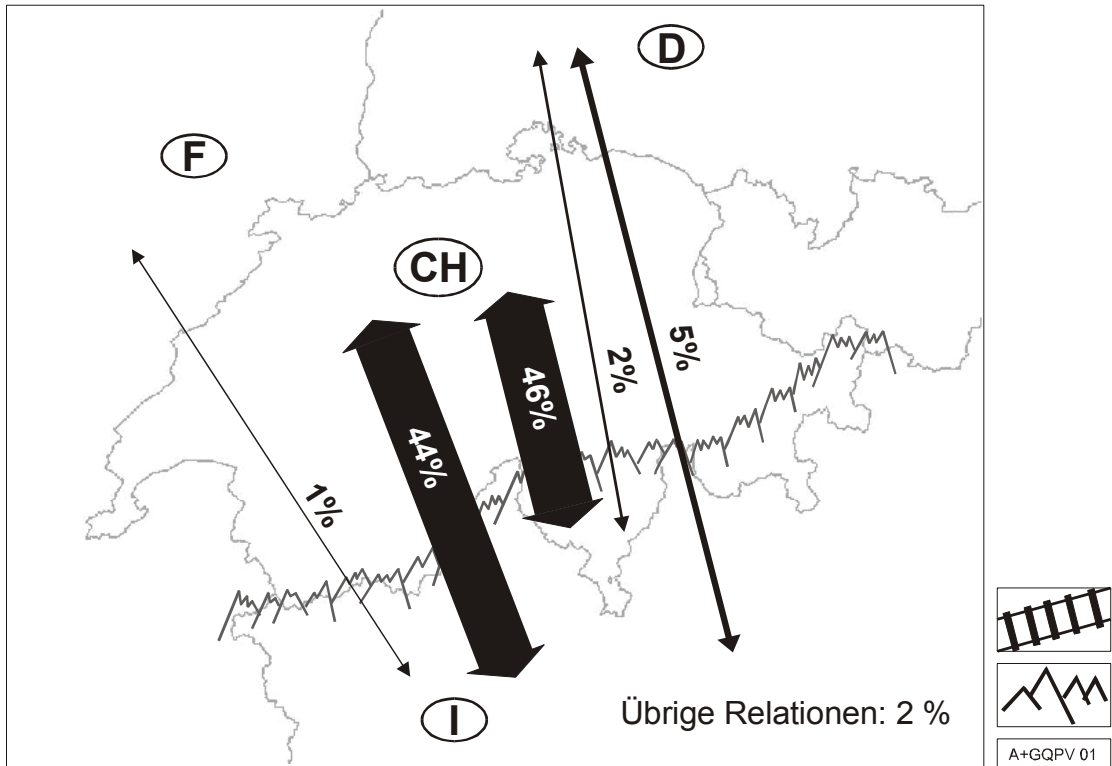 D
F
CH
5%
2%
46%
44%
1%
I
Übrige Relationen: 2 %
A+GQPV 01